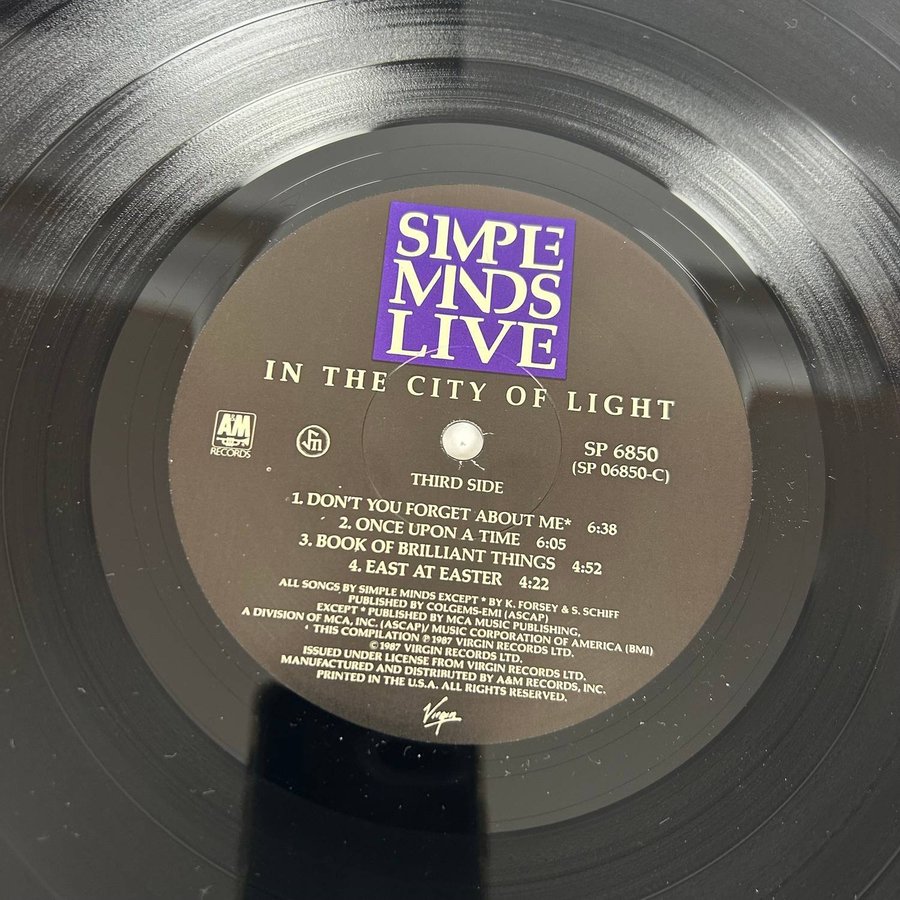 SIMPLE
MINDS
LIVE
IN THE CITY OF LIGHT
A&M
RECORDS
SP 6850
(SP 06850-C)
THIRD SIDE
1. DON'T YOU FORGET ABOUT ME* 6:38
2. ONCE UPON A TIME 6:05
3. BOOK OF BRILLIANT THINGS 4:52
4. EAST AT EASTER 4:22
ALL SONGS BY SIMPLE MINDS EXCEPT * BY K. FORSEY & S. SCHIFF
PUBLISHED BY COLGEMS-EMI (ASCAP)
EXCEPT * PUBLISHED BY MCA MUSIC PUBLISHING,
A DIVISION OF MCA, INC. (ASCAP)/ MUSIC CORPORATION OF AMERICA (BMI)
THIS COMPILATION ℗1987 VIRGIN RECORDS LTD.
©1987 VIRGIN RECORDS LTD.
ISSUED UNDER LICENSE FROM VIRGIN RECORDS LTD.
MANUFACTURED AND DISTRIBUTED BY A&M RECORDS, INC.
PRINTED IN THE U.S.A. ALL RIGHTS RESERVED.
Virgin